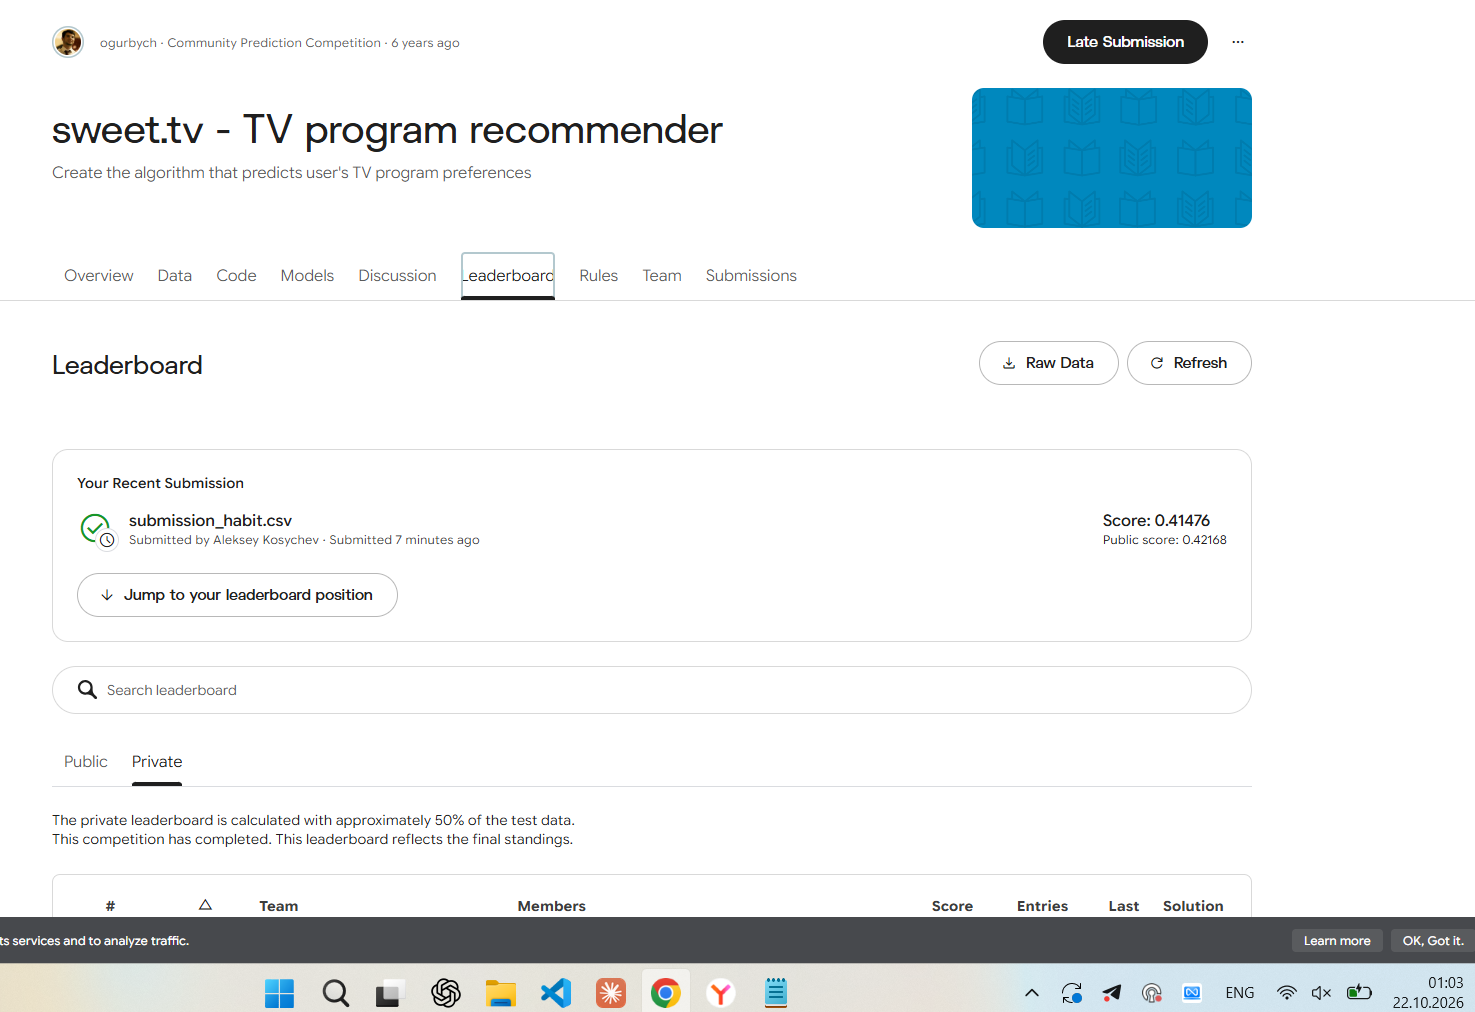 ogurbych · Community Prediction Competition · 6 years ago
Late Submission
...
sweet.tv - TV program recommender
Create the algorithm that predicts user's TV program preferences
Overview Data Code Models Discussion Leaderboard Rules Team Submissions
Leaderboard
Raw Data
Refresh
Your Recent Submission
submission_habit.csv
Score: 0.41476
Submitted by Aleksey Kosychev · Submitted 7 minutes ago
Public score: 0.42168
Jump to your leaderboard position
Search leaderboard
Public Private
The private leaderboard is calculated with approximately 50% of the test data.
This competition has completed. This leaderboard reflects the final standings.
# △ Team Members Score Entries Last Solution
ts services and to analyze traffic.
Learn more
OK, Got it.
ENG
01:03
22.10.2026